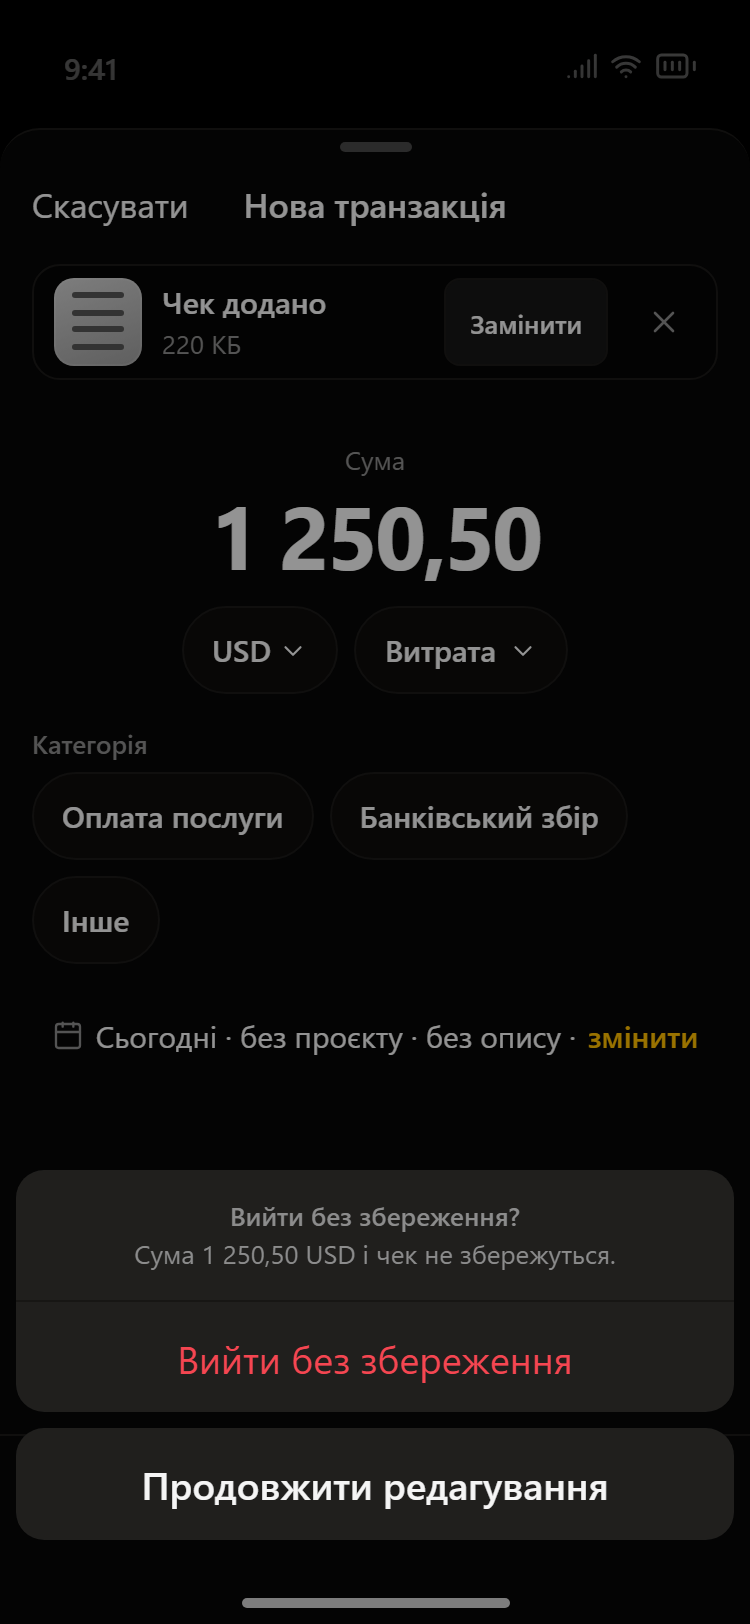 9:41
Скасувати Нова транзакція
Чек додано
220 КБ
Замінити
Сума
1 250,50
USD Витрата
Категорія
Оплата послуги Банківський збір
Інше
Сьогодні · без проєкту · без опису · змінити
Вийти без збереження?
Сума 1 250,50 USD і чек не збережуться.
Вийти без збереження
Продовжити редагування